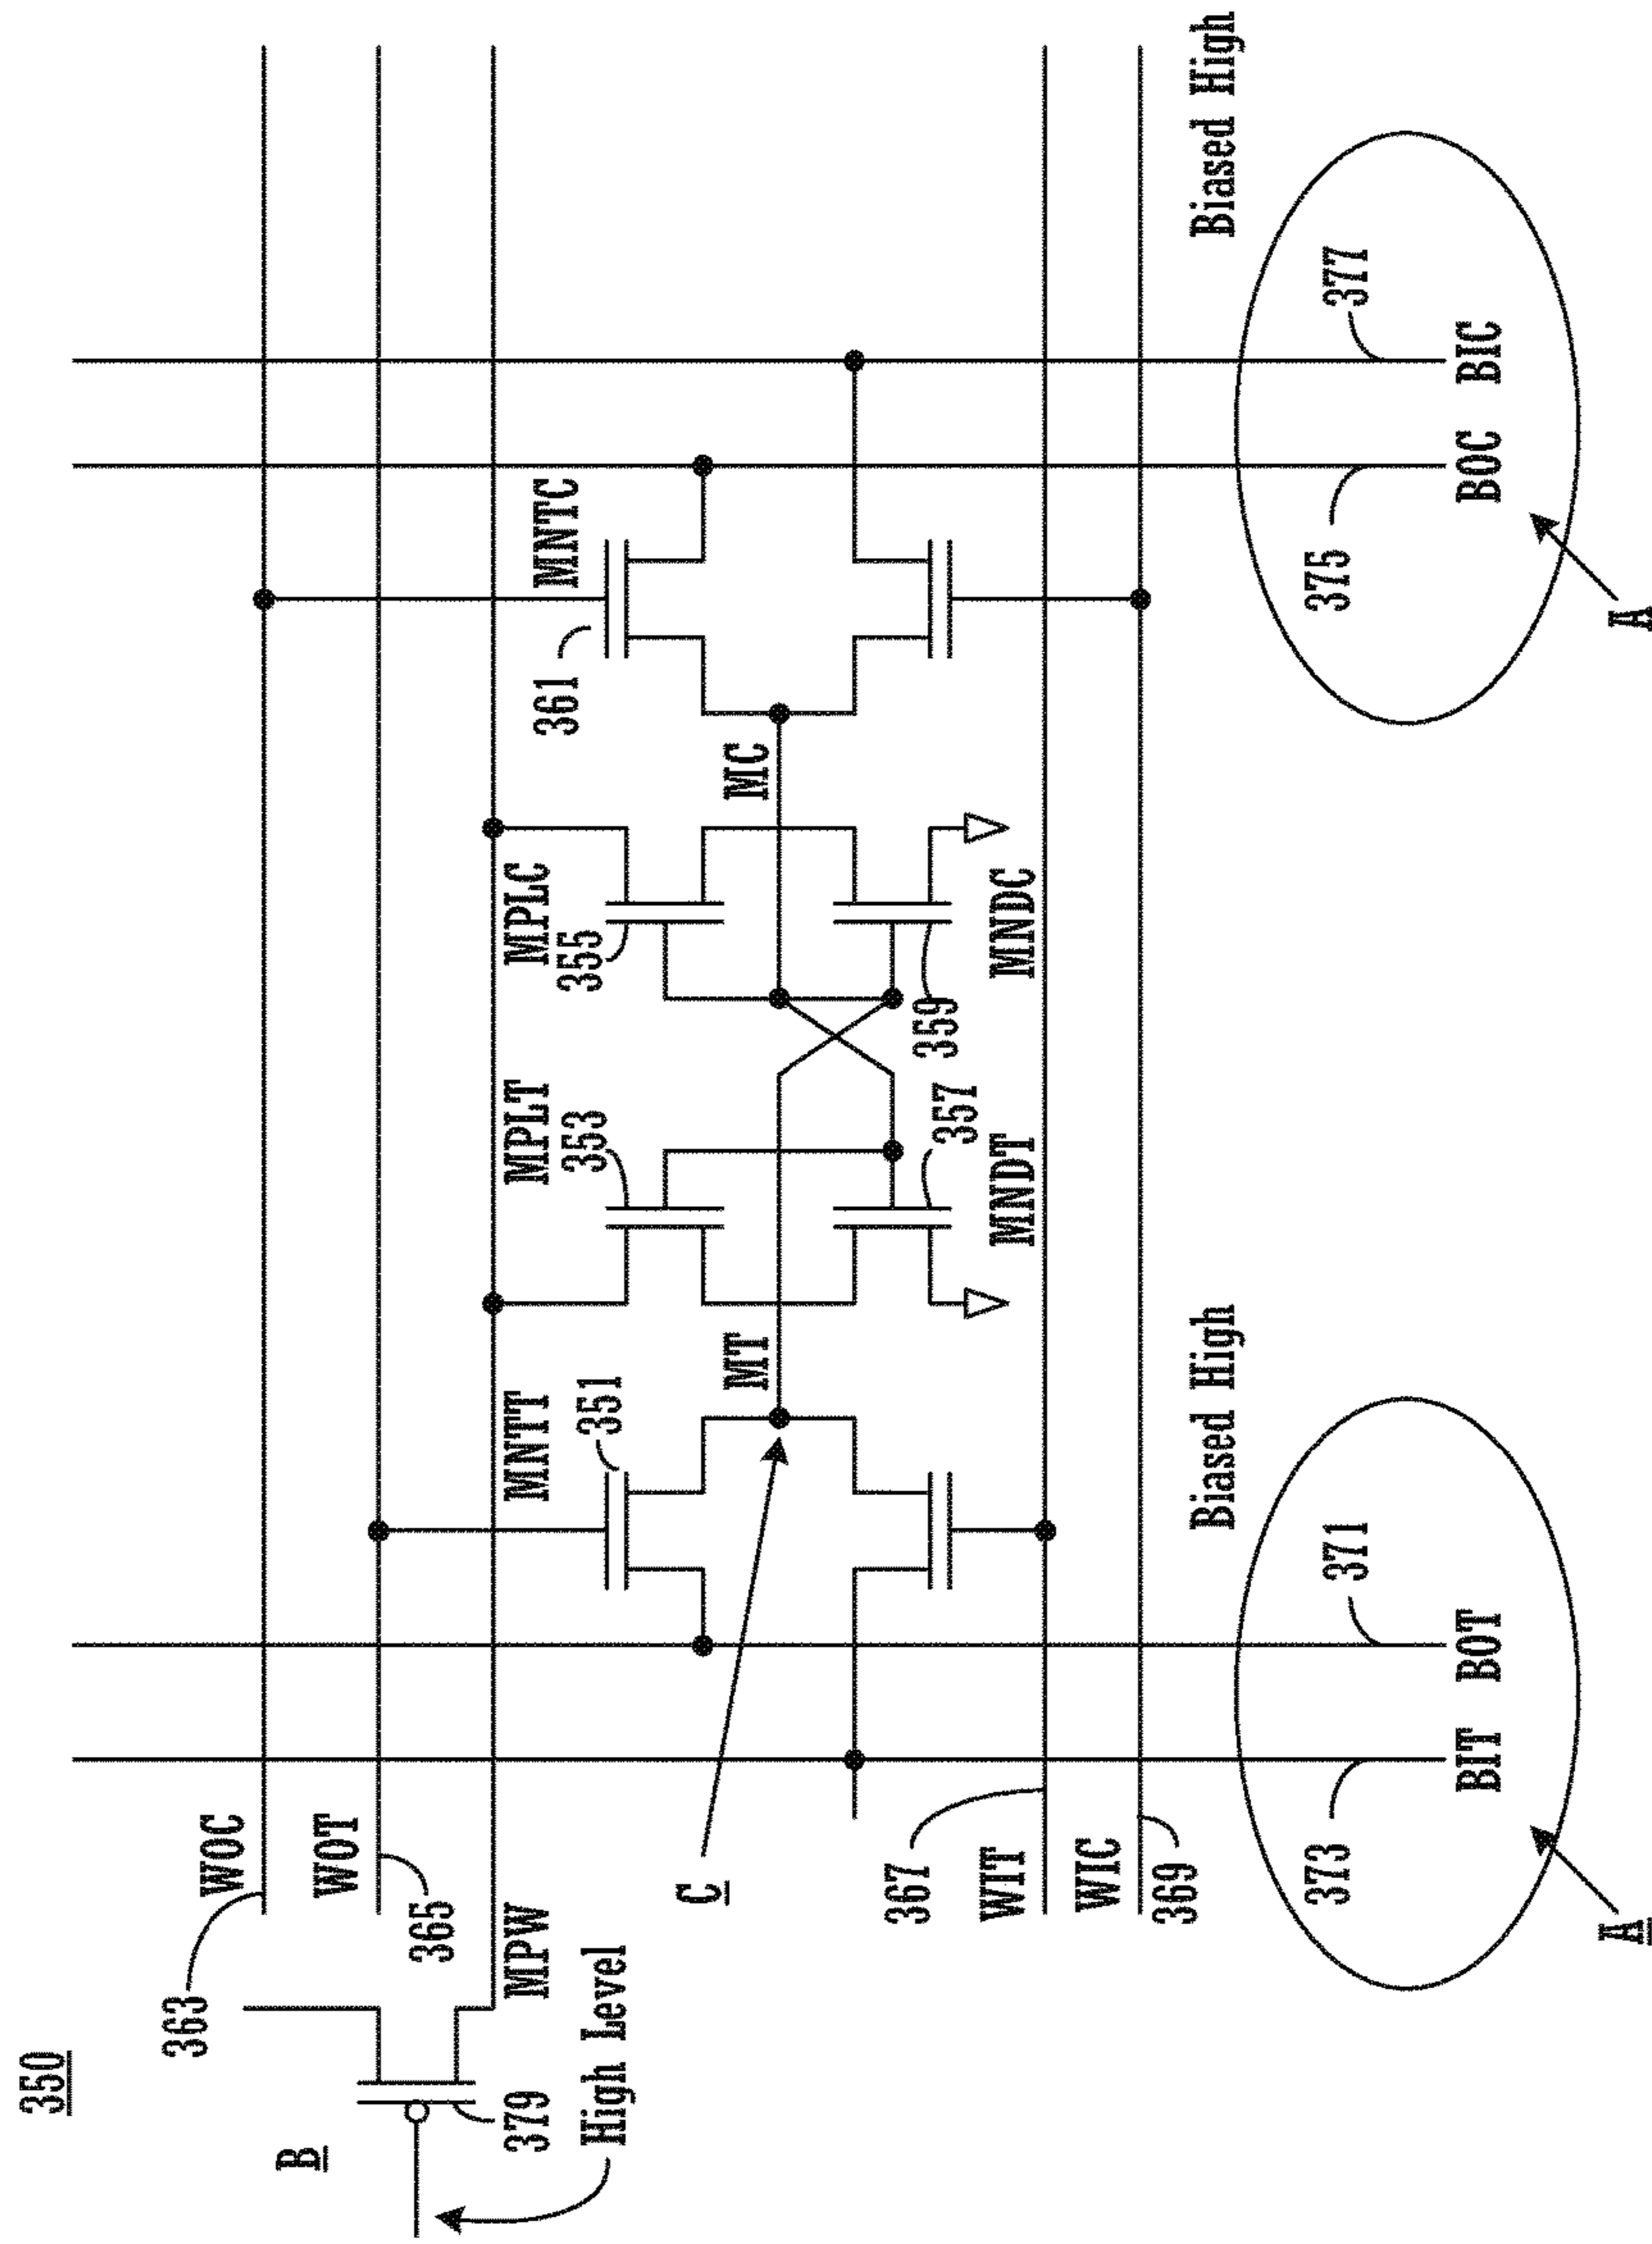 350
B
379
High Level
363
WOC
WOT
365
MPW
C
367
WIT
WIC
369
MNTT
351
MT
MPLT
353
357
MNDT
MPLC
355
359
MNDC
MC
MNTC
361
Biased High
373
371
BIT BOT
A
Biased High
375
377
BOC BIC
A